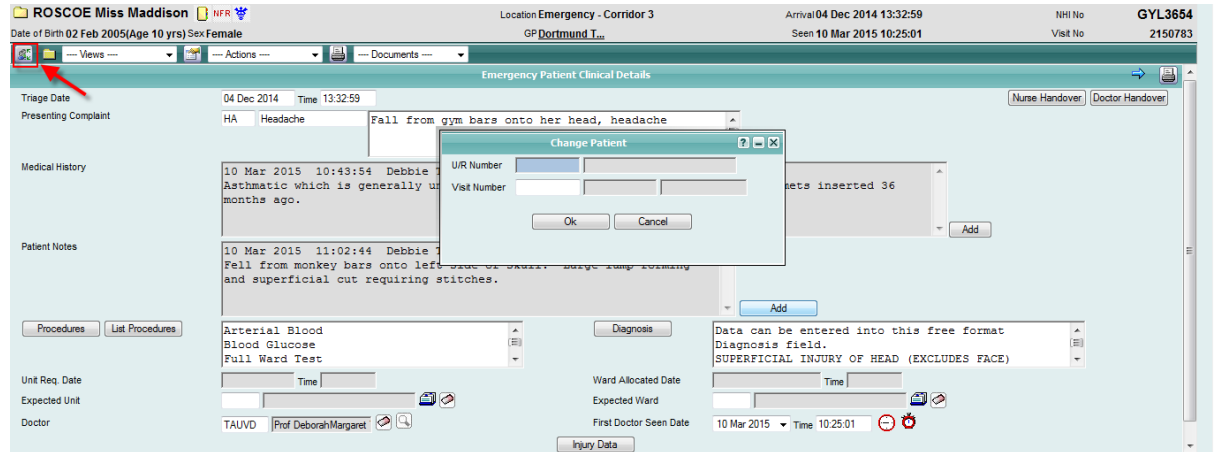 ROSCOE Miss Maddison NFR Location Emergency - Corridor 3 Arrival 04 Dec 2014 13:32:59 NHI No GYL3654
Date of Birth 02 Feb 2005(Age 10 yrs) Sex Female GP Dortmund T... Seen 10 Mar 2015 10:25:01 Visit No 2150783
---- Views ---- ---- Actions ---- ---- Documents ----
Emergency Patient Clinical Details
Triage Date 04 Dec 2014 Time 13:32:59 Nurse Handover Doctor Handover
Presenting Complaint HA Headache Fall from gym bars onto her head, headache
Change Patient
U/R Number
Visit Number
Ok Cancel
Medical History 10 Mar 2015 10:43:54 Debbie
Asthmatic which is generally inserted 36
months ago.
Add
Patient Notes 10 Mar 2015 11:02:44 Debbie
Fell from monkey bars onto left side of skull. Large lump forming
and superficial cut requiring stitches.
Add
Procedures List Procedures Arterial Blood Diagnosis Data can be entered into this free format
Blood Glucose Diagnosis field.
Full Ward Test SUPERFICIAL INJURY OF HEAD (EXCLUDES FACE)
Unit Req. Date Time Ward Allocated Date Time
Expected Unit Expected Ward
Doctor TAUVD Prof DeborahMargaret First Doctor Seen Date 10 Mar 2015 Time 10:25:01
Injury Data